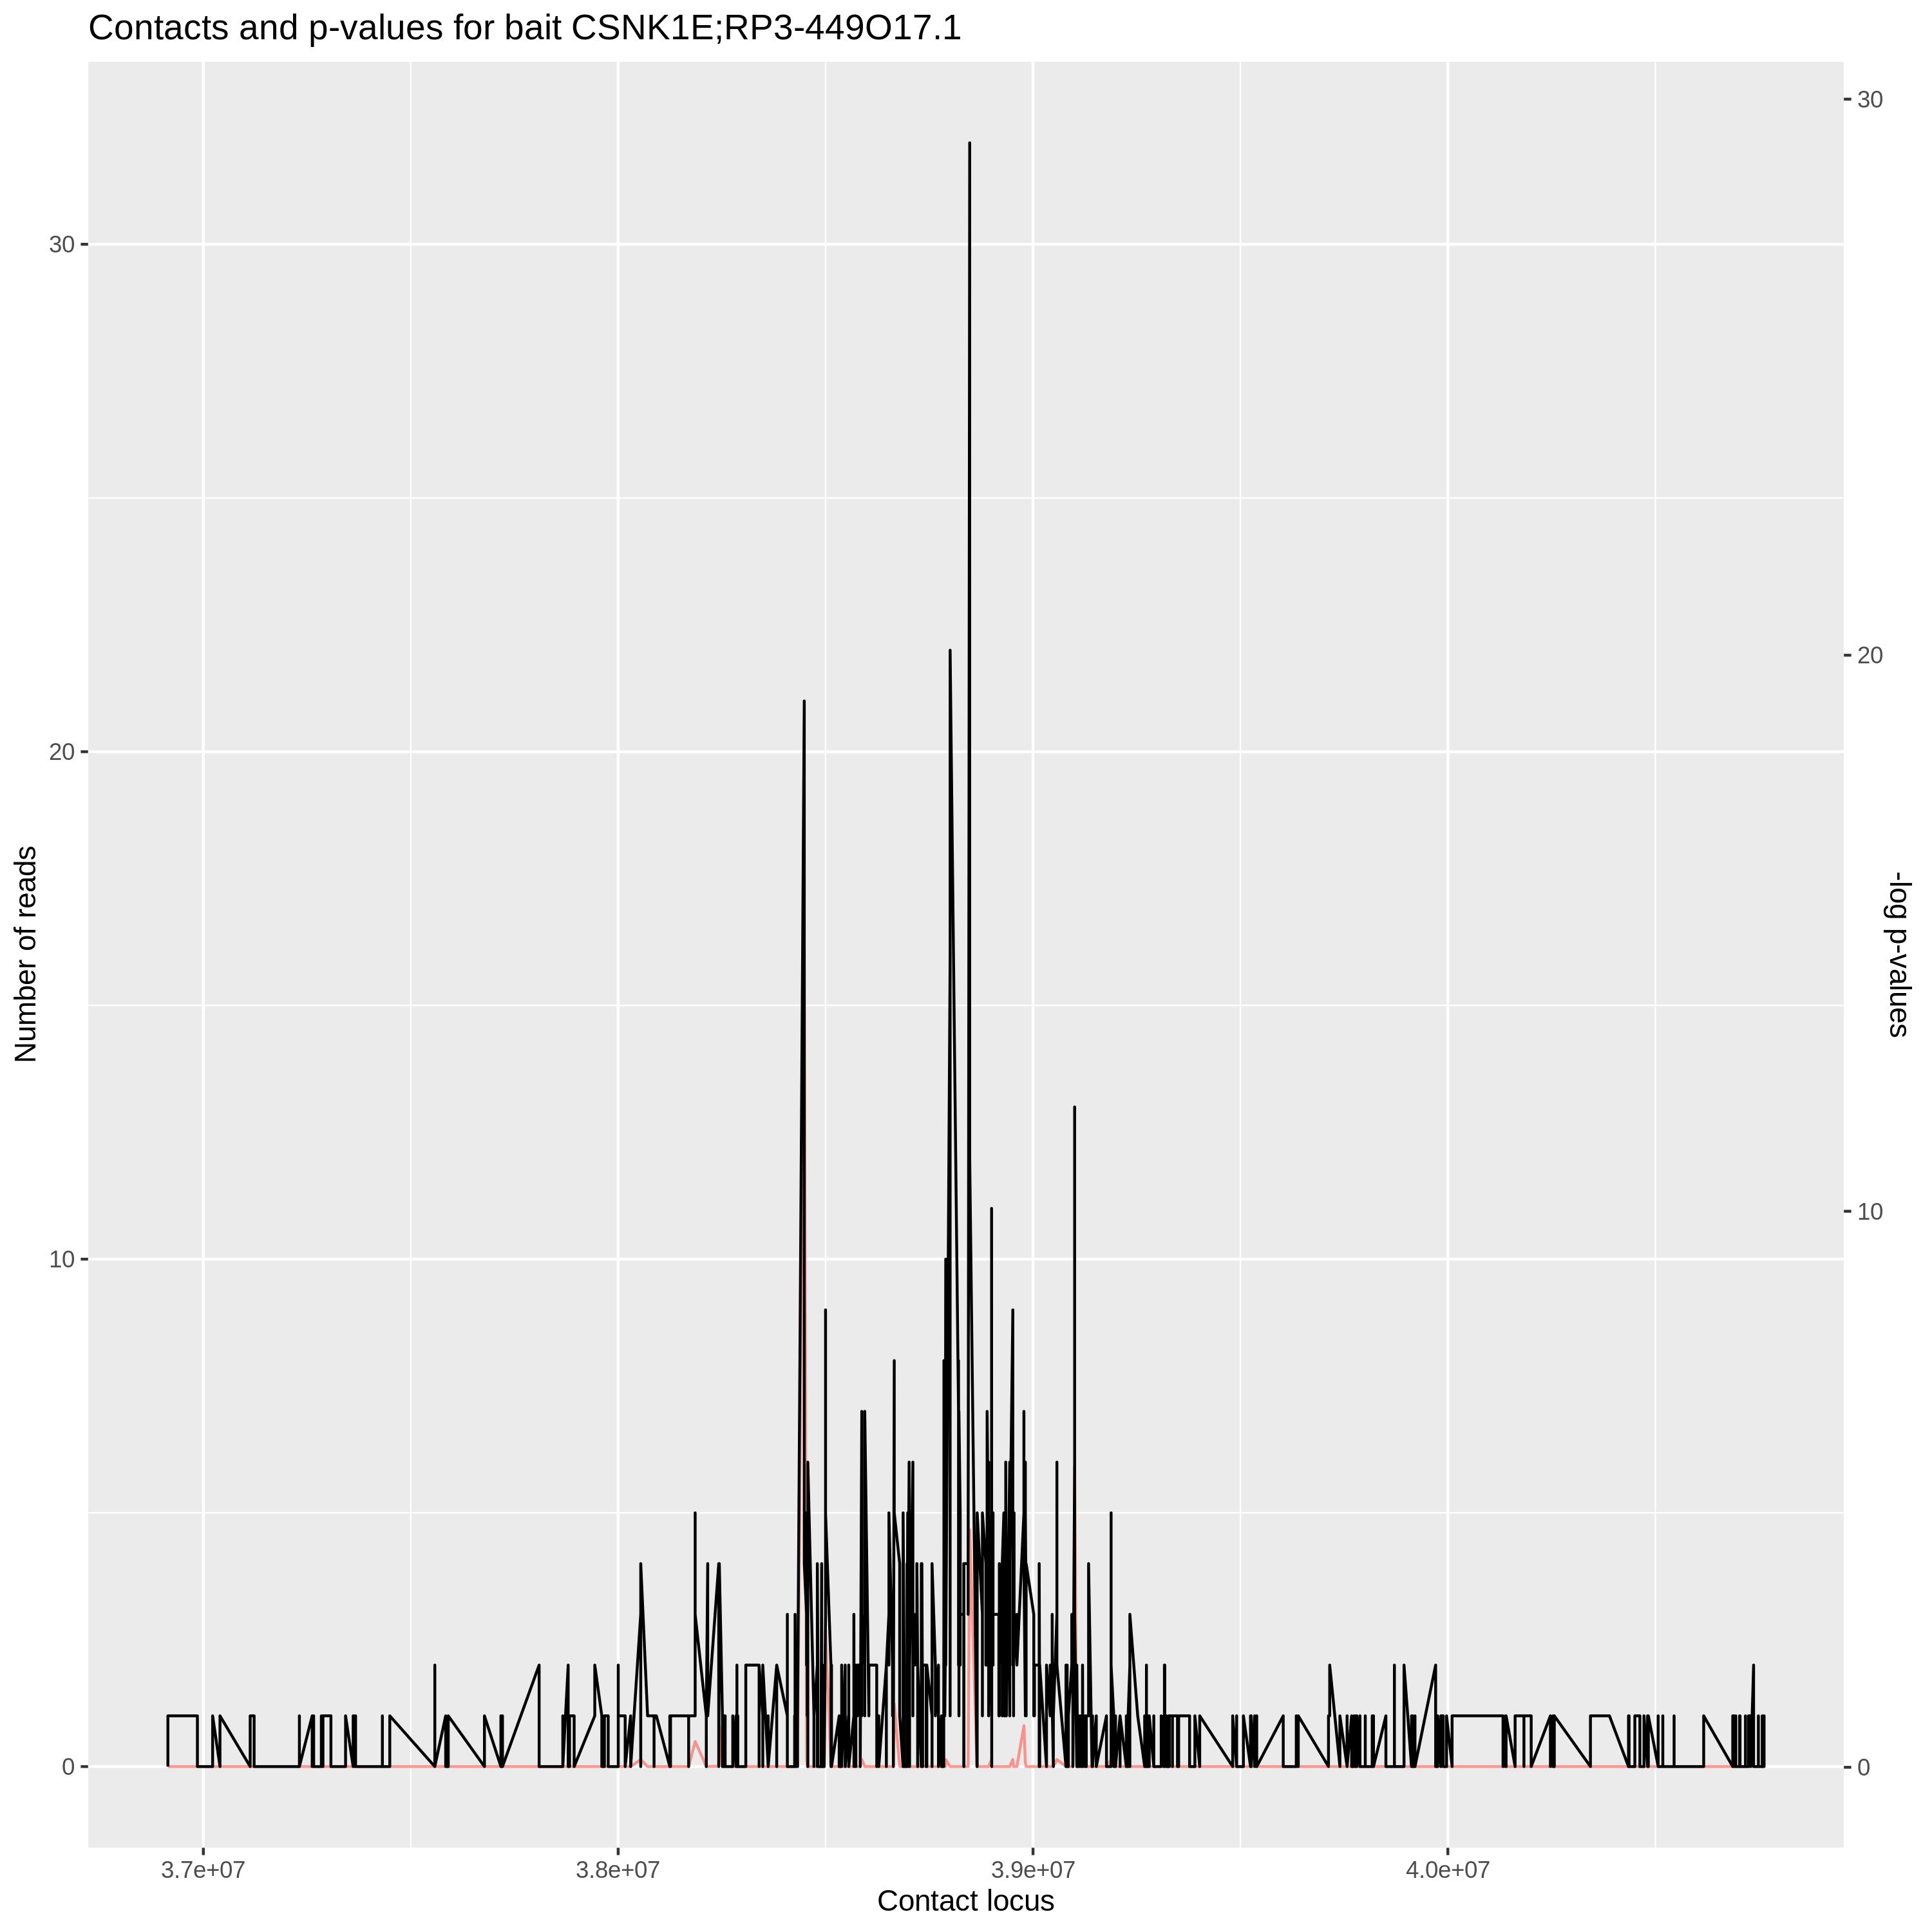 Contacts and p-values for bait CSNK1E;RP3-449O17.1
30
20
10
0
Number of reads
30
20
10
0
-log p-values
3.7e+07
3.8e+07
3.9e+07
4.0e+07
Contact locus